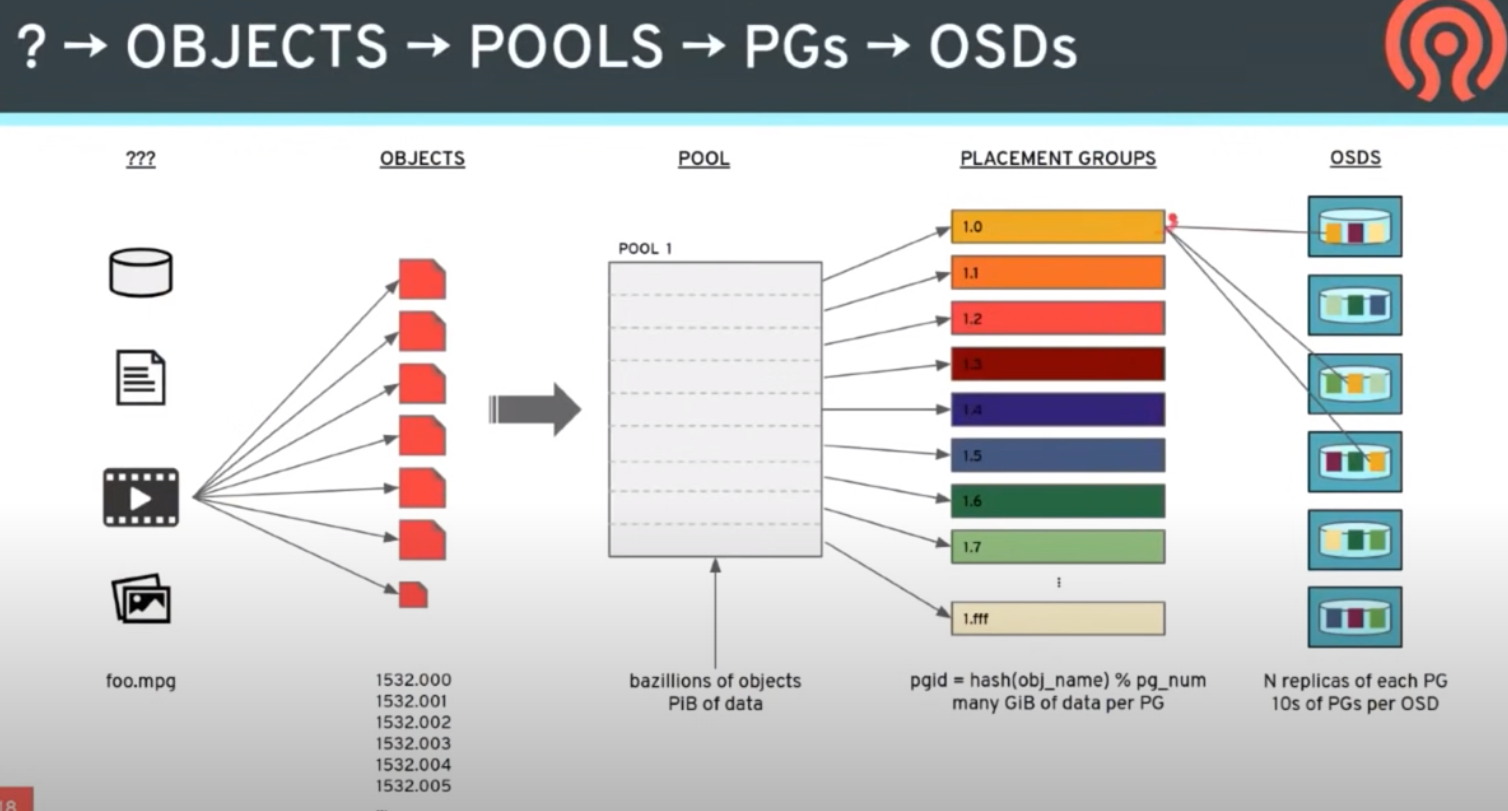 ? → OBJECTS → POOLS → PGs → OSDs
???
OBJECTS
POOL
PLACEMENT GROUPS
OSDS
POOL 1
1.0
1.1
1.2
1.3
1.4
1.5
1.6
1.7
⋮
1.fff
foo.mpg
1532.000
1532.001
1532.002
1532.003
1532.004
1532.005
bazillions of objects
PiB of data
pgid = hash(obj_name) % pg_num
many GiB of data per PG
N replicas of each PG
10s of PGs per OSD
18